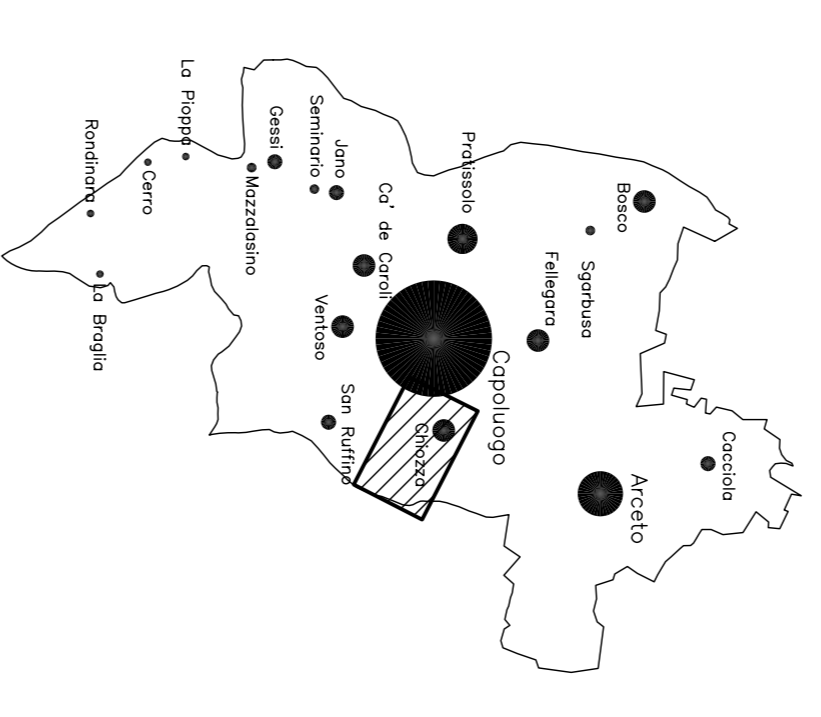 La Pioppa
Rondinara
Cerro
Gessi
Seminario
Jano
Mazzalasino
La Braglia
Ca' de Caroli
Pratissolo
Ventoso
San Ruffino
Bosco
Sgarbusa
Fellegara
Capoluogo
Chiozza
Cacciola
Arceto